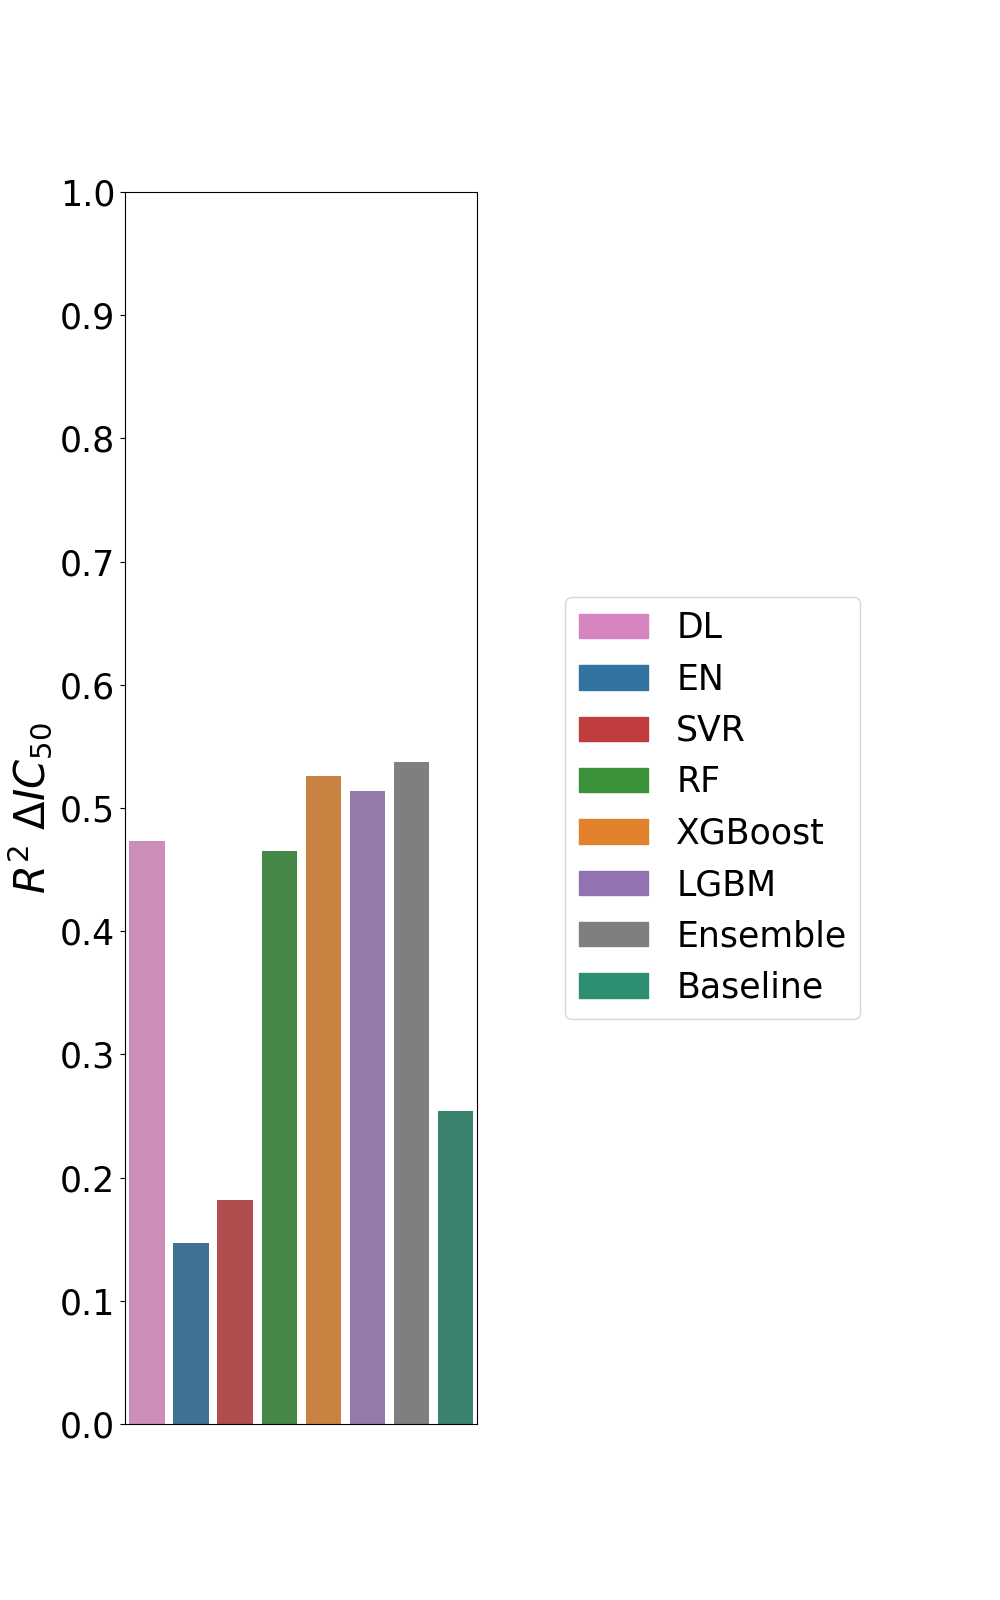 1.0
0.9
0.8
0.7
0.6
0.5
0.4
0.3
0.2
0.1
0.0
R² ΔIC₅₀
DL
EN
SVR
RF
XGBoost
LGBM
Ensemble
Baseline